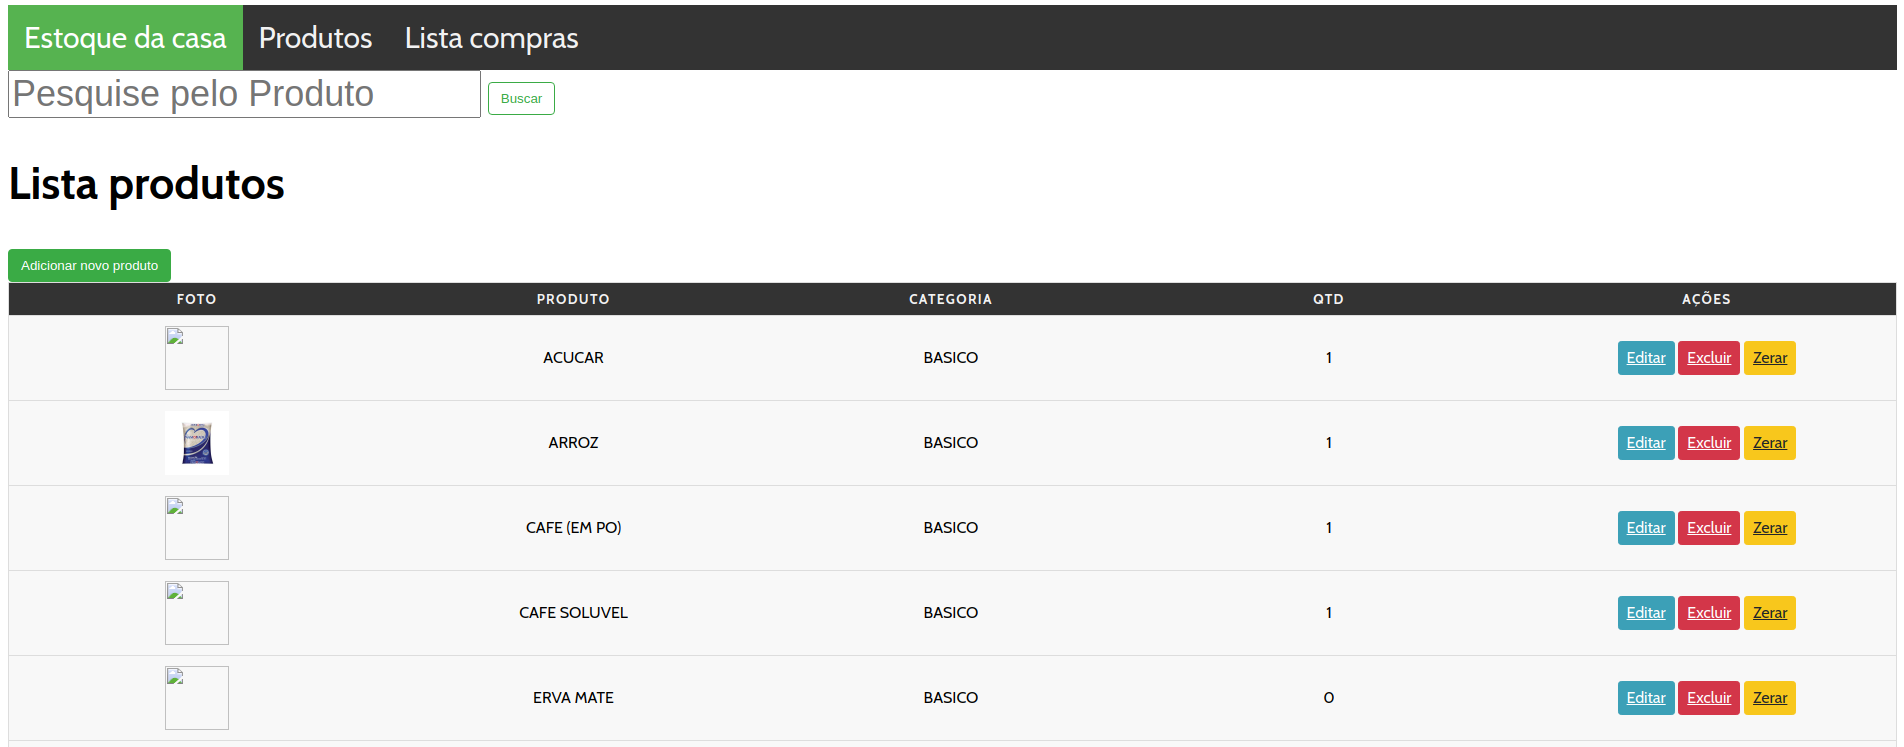 Estoque da casa Produtos Lista compras
Pesquise pelo Produto Buscar
Lista produtos
Adicionar novo produto
FOTO PRODUTO CATEGORIA QTD AÇÕES
ACUCAR BASICO 1 Editar Excluir Zerar
ARROZ BASICO 1 Editar Excluir Zerar
CAFE (EM PO) BASICO 1 Editar Excluir Zerar
CAFE SOLUVEL BASICO 1 Editar Excluir Zerar
ERVA MATE BASICO 0 Editar Excluir Zerar